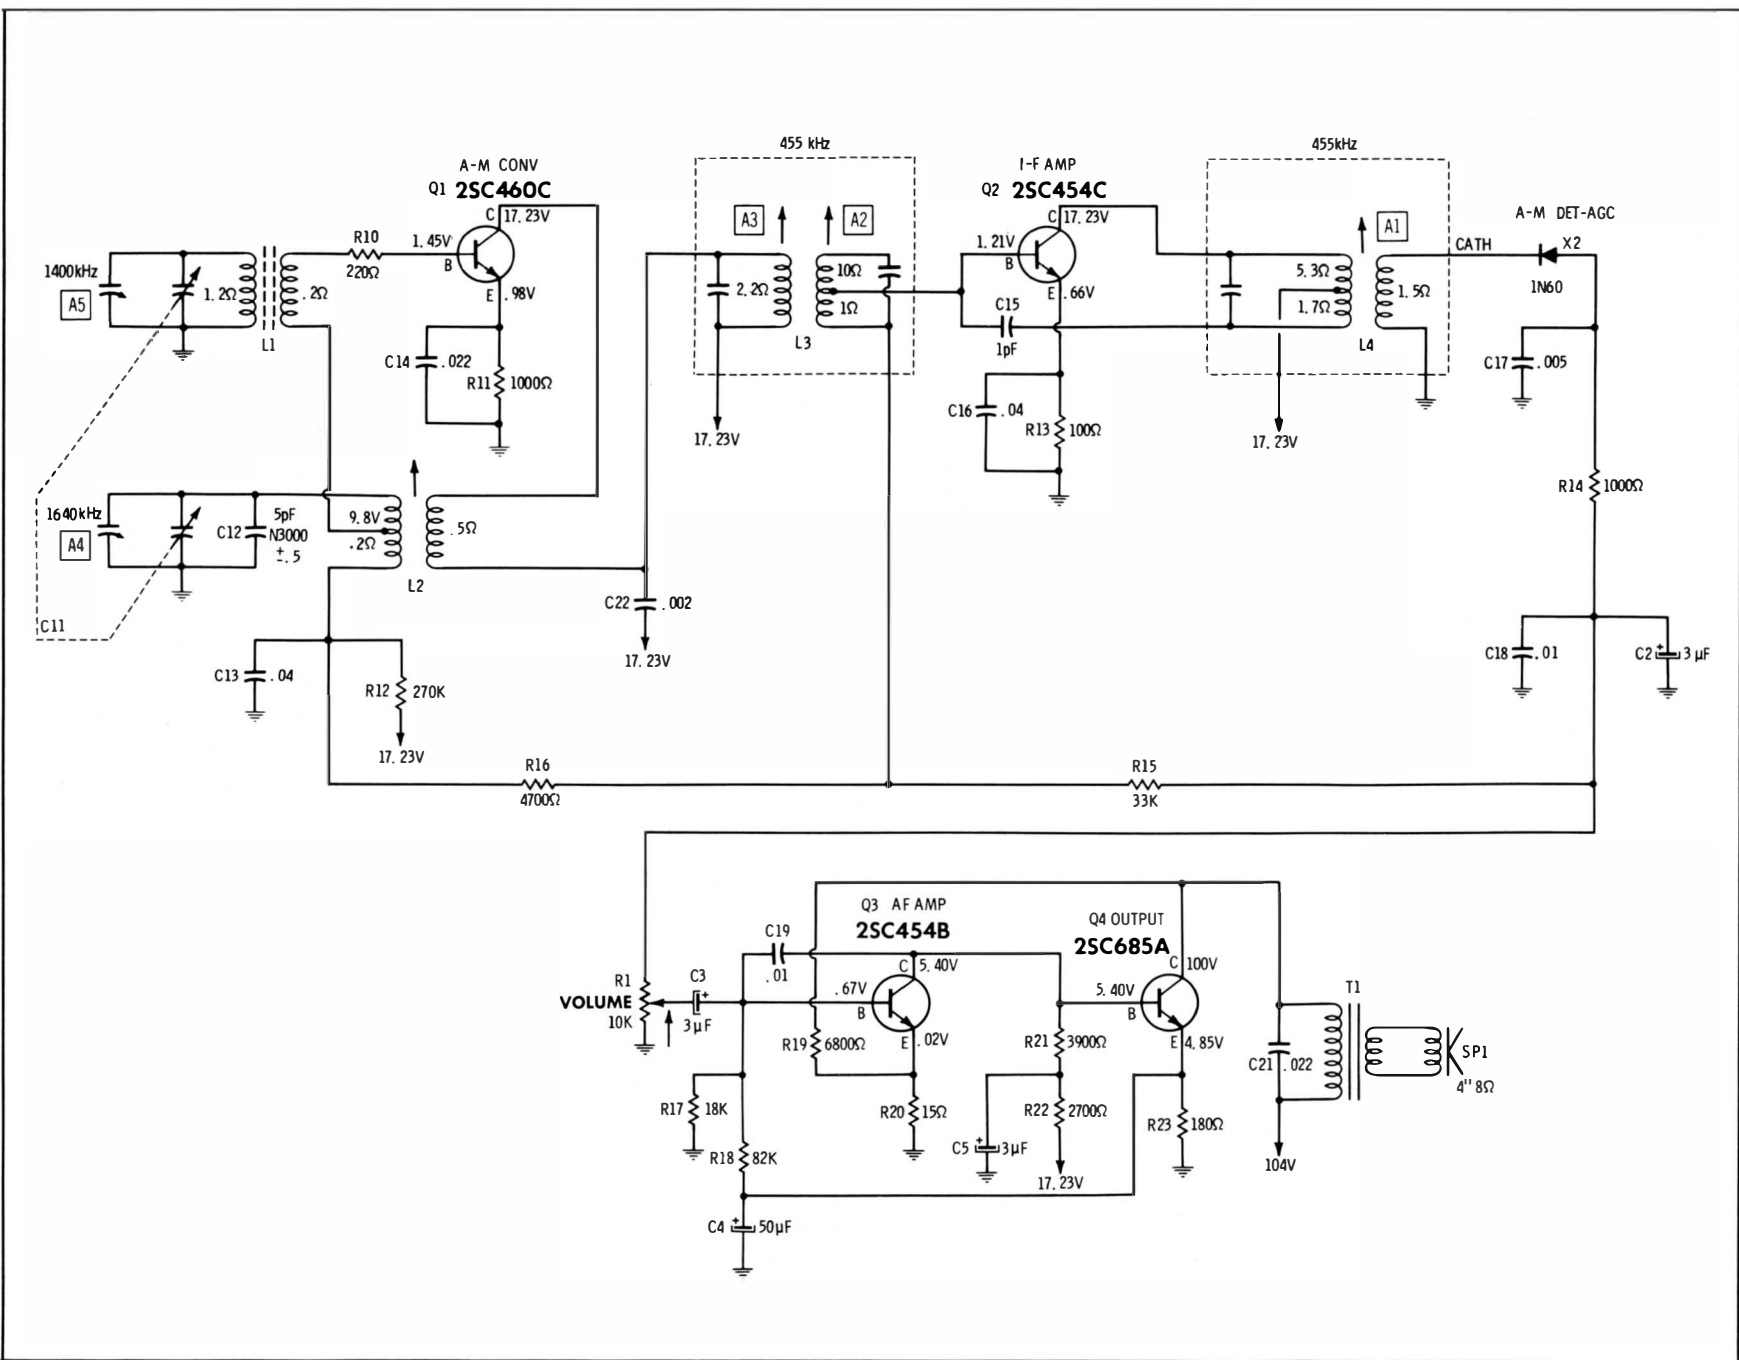 455 kHz
455kHz
A-M CONV
Q1 2SC460C
I-F AMP
Q2 2SC454C
A-M DET-AGC
C 17.23V
A3
A2
C 17.23V
A1
CATH
X2
1N60
R10
220Ω
1.45V
B
E .98V
1400kHz
A5
1.2Ω
.2Ω
L1
2.2Ω
10Ω
1Ω
L3
1.21V
B
E .66V
C15
1pF
5.3Ω
1.7Ω
1.5Ω
L4
C14 .022
R11 1000Ω
C17 .005
C16 .04
R13 100Ω
17.23V
17.23V
R14 1000Ω
1640kHz
A4
C12
5pF
N3000
±.5
9.8V
.2Ω
.5Ω
L2
C11
C22 .002
17.23V
C18 .01
C2 + 3µF
C13 .04
R12 270K
17.23V
R16
4700Ω
R15
33K
Q3 AF AMP
2SC454B
Q4 OUTPUT
2SC685A
C19
.01
C 5.40V
C 100V
R1
VOLUME
10K
C3
+
3µF
.67V
B
E .02V
5.40V
B
E 4.85V
T1
R19 6800Ω
R21 3900Ω
C21 .022
SP1
4" 8Ω
R17 18K
R20 15Ω
R22 2700Ω
R23 180Ω
R18 82K
C5 + 3µF
17.23V
104V
C4 + 50µF